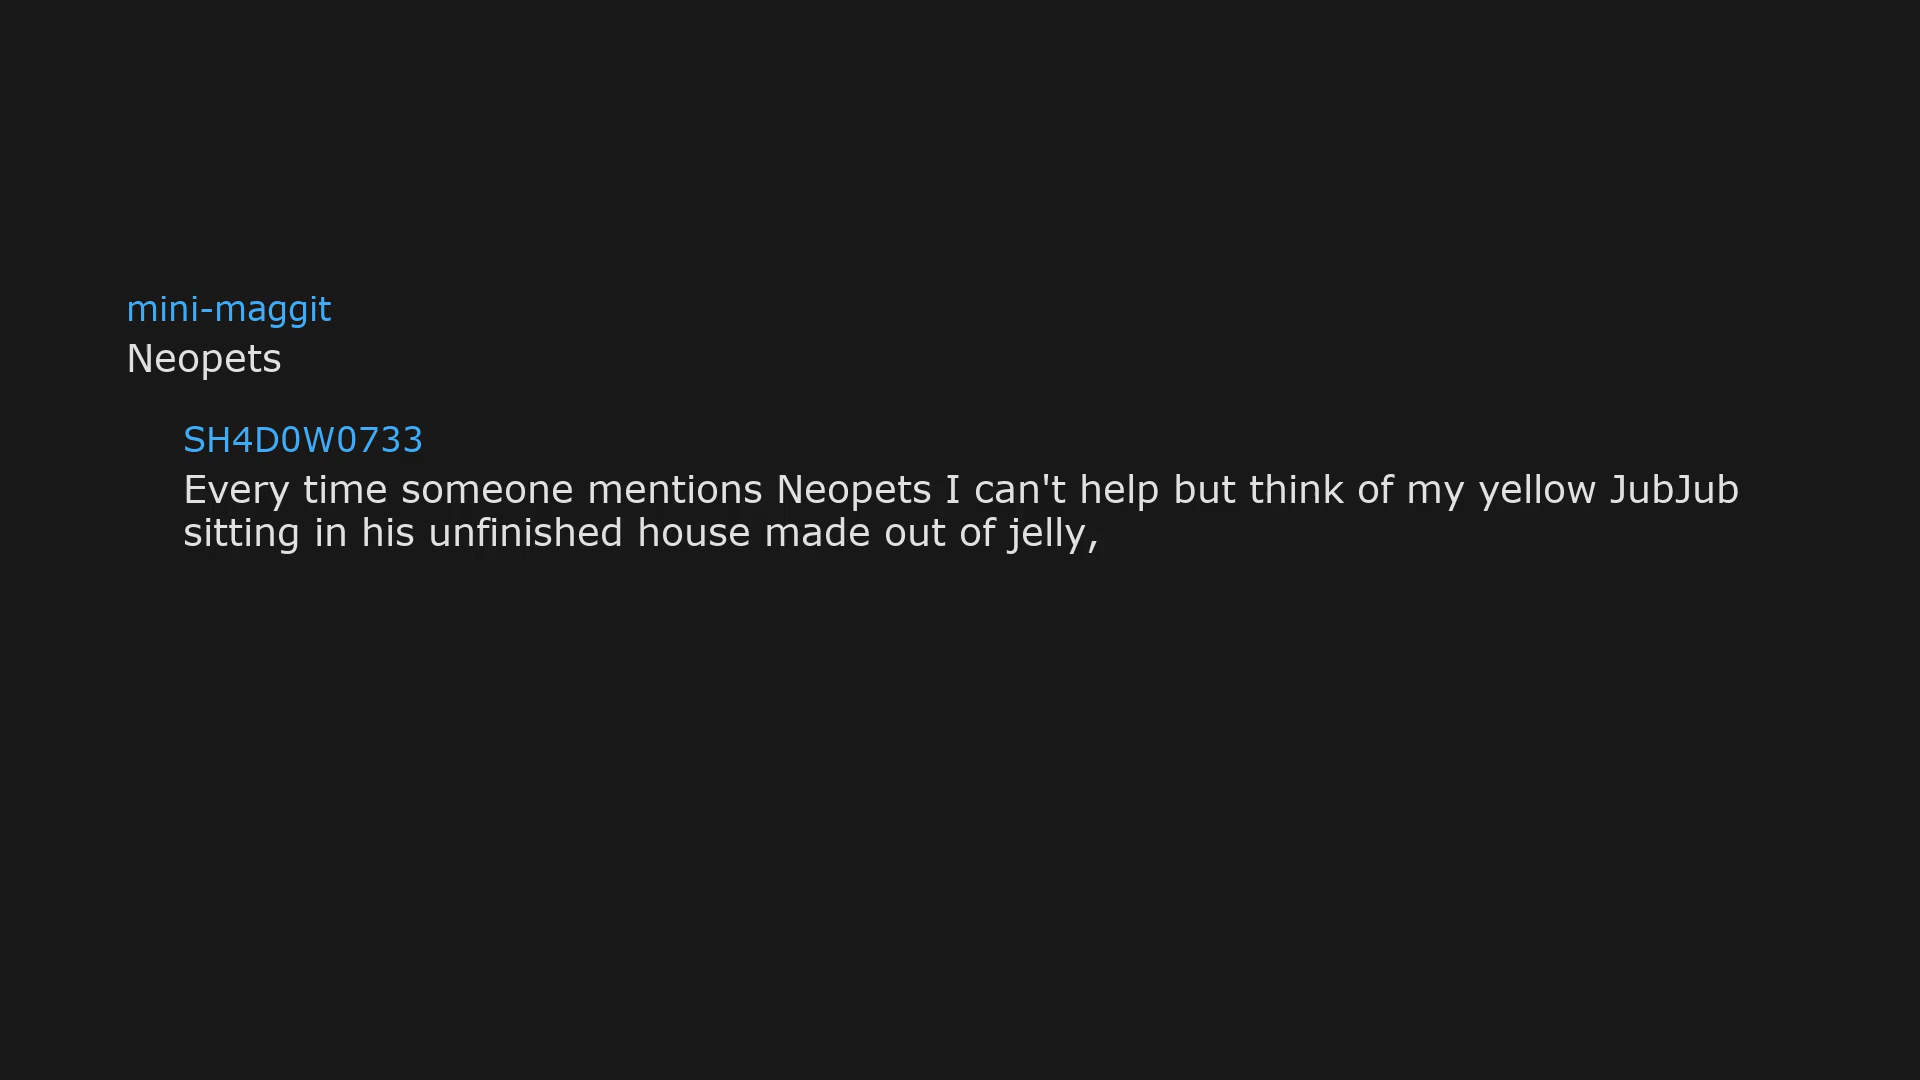 mini-maggit
Neopets
SH4D0W0733
Every time someone mentions Neopets I can't help but think of my yellow JubJub
sitting in his unfinished house made out of jelly,